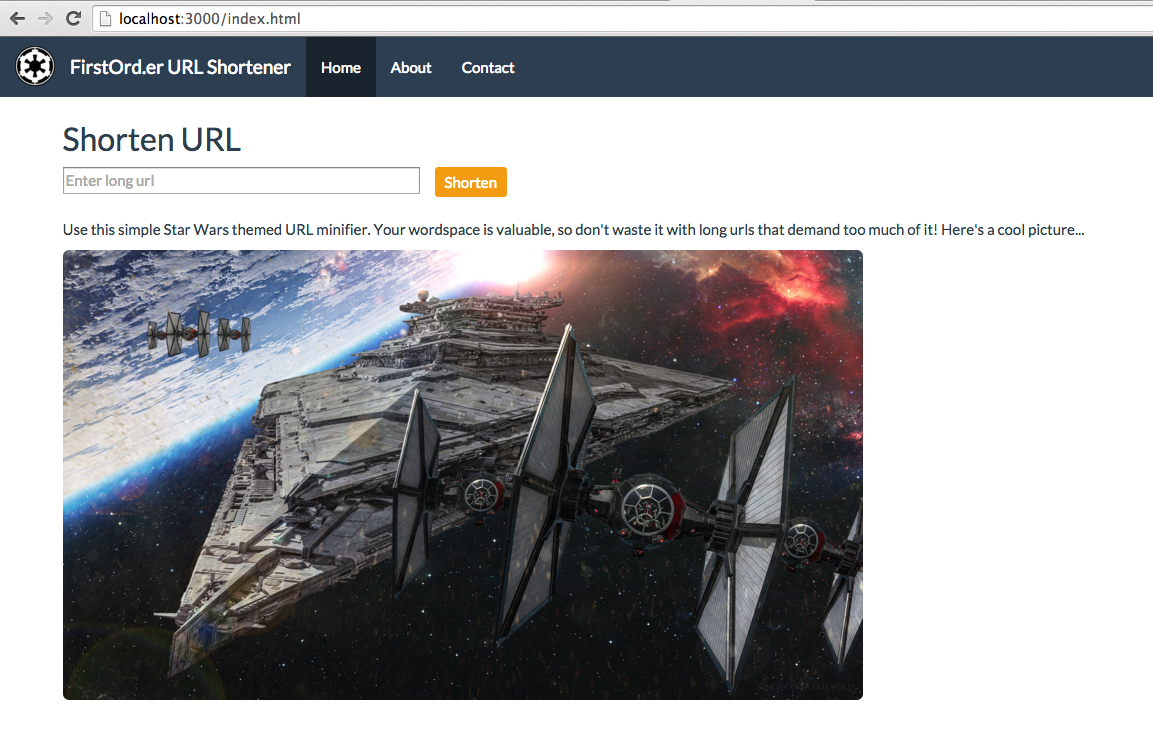 localhost:3000/index.html
FirstOrd.er URL Shortener Home About Contact
Shorten URL
Enter long url Shorten
Use this simple Star Wars themed URL minifier. Your wordspace is valuable, so don't waste it with long urls that demand too much of it! Here's a cool picture...